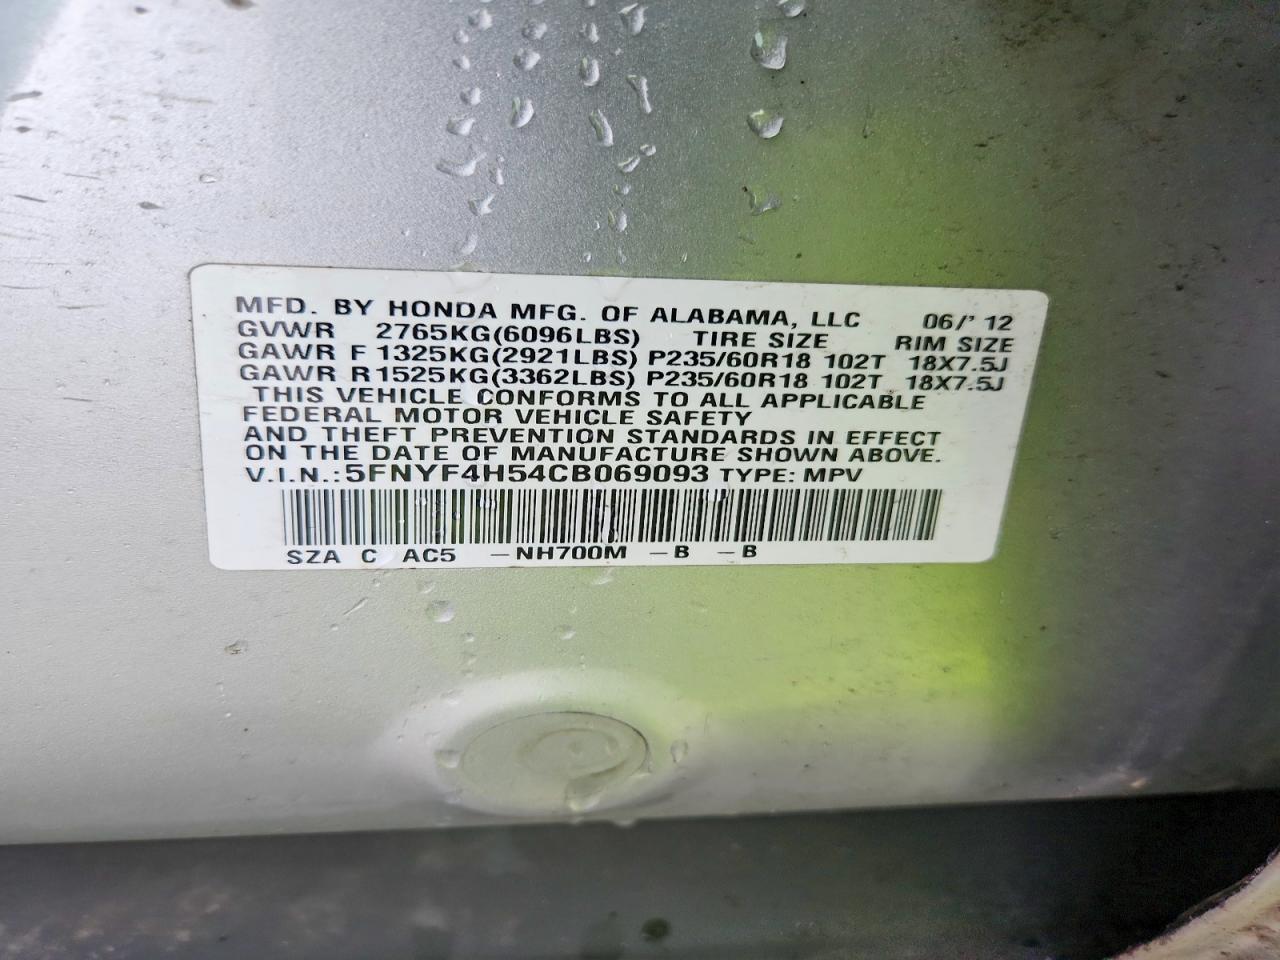 MFD. BY HONDA MFG. OF ALABAMA, LLC 06/' 12
GVWR 2765KG(6096LBS) TIRE SIZE RIM SIZE
GAWR F 1325KG(2921LBS) P235/60R18 102T 18X7.5J
GAWR R1525KG(3362LBS) P235/60R18 102T 18X7.5J
THIS VEHICLE CONFORMS TO ALL APPLICABLE
FEDERAL MOTOR VEHICLE SAFETY
AND THEFT PREVENTION STANDARDS IN EFFECT
ON THE DATE OF MANUFACTURE SHOWN ABOVE.
V.I.N.: 5FNYF4H54CB069093 TYPE: MPV
SZA C AC5 –NH700M –B –B